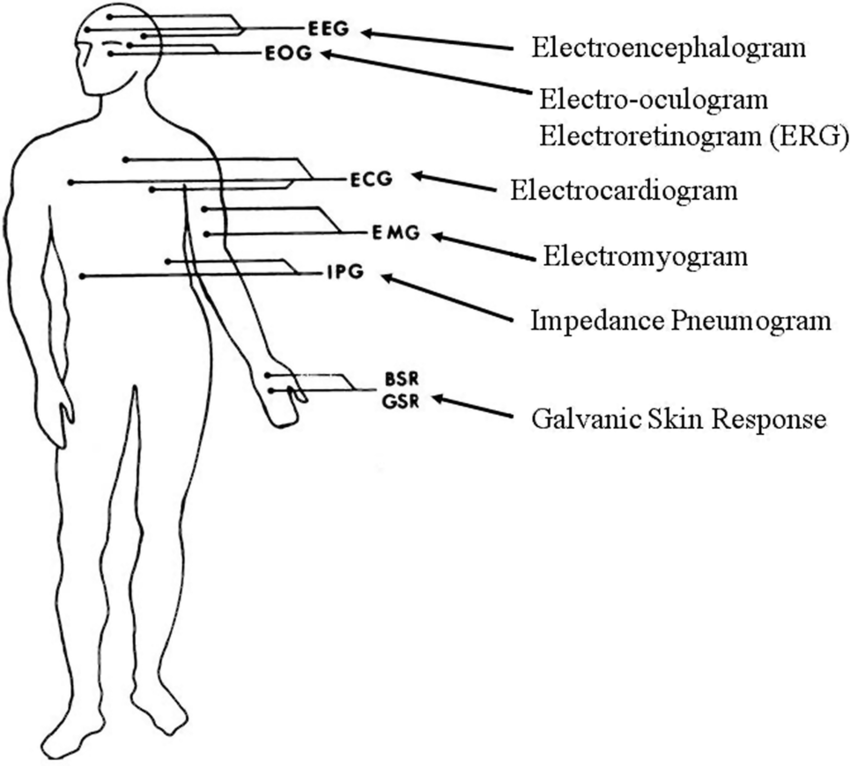 EEG
Electroencephalogram
EOG
Electro-oculogram
Electroretinogram (ERG)
ECG
Electrocardiogram
EMG
Electromyogram
IPG
Impedance Pneumogram
BSR
GSR
Galvanic Skin Response